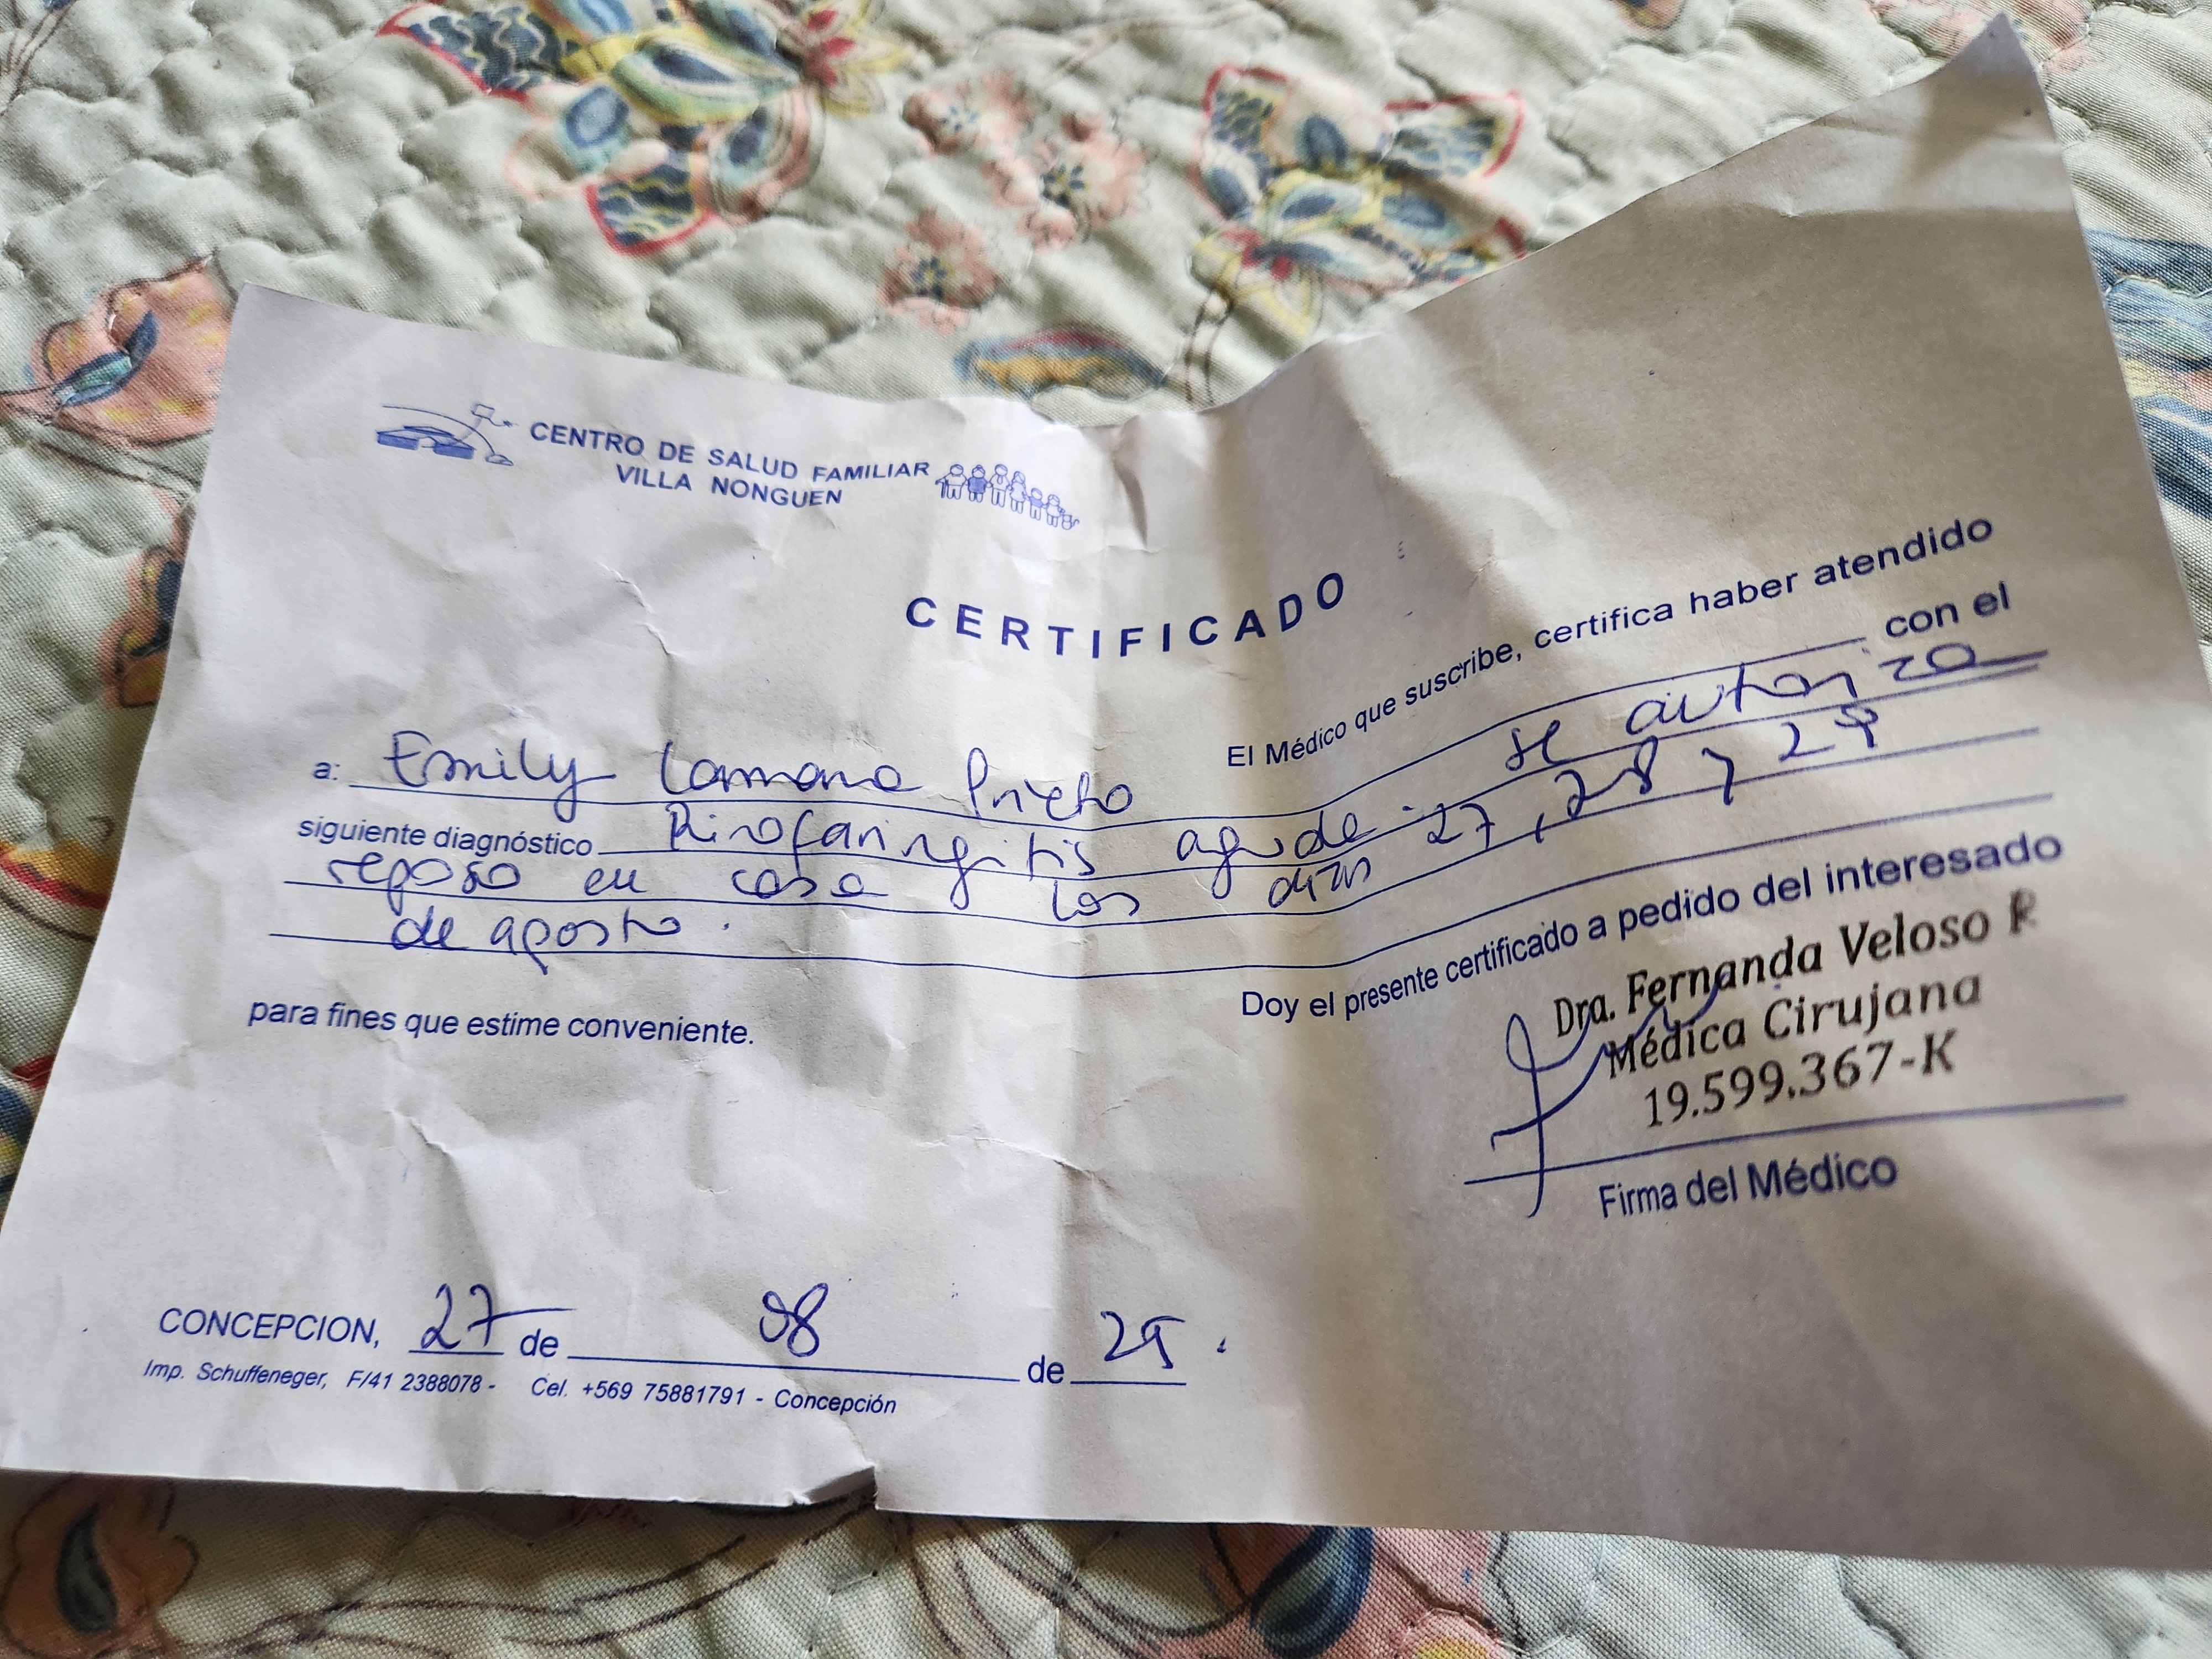 CENTRO DE SALUD FAMILIAR
VILLA NONGUEN
CERTIFICADO
El Médico que suscribe, certifica haber atendido
a: Emily Prieto con el
siguiente diagnóstico Rinofaringitis aguda. se autoriza
reposo en casa los días 27, 28 y 29
de agosto.
Doy el presente certificado a pedido del interesado
para fines que estime conveniente.
Dra. Fernanda Veloso R
Médica Cirujana
19.599.367-K
Firma del Médico
CONCEPCION, 27 de 08 de 25.
Imp. Schuffeneger, F/41 2388078 - Cel. +569 75881791 - Concepción